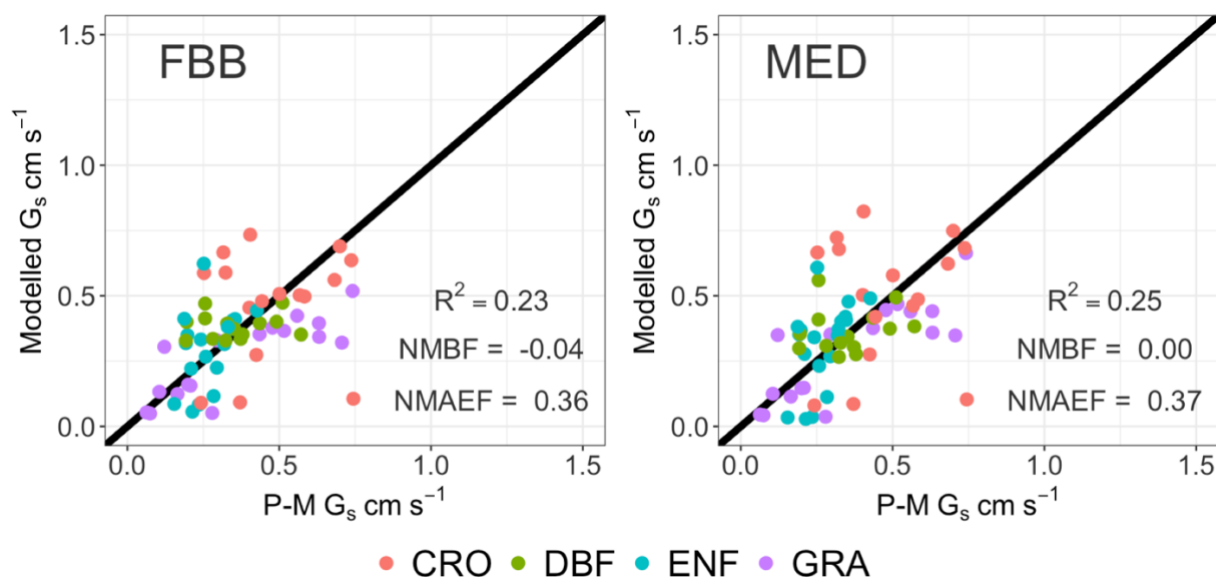 FBB
Modelled Gₛ cm s⁻¹
1.5
1.0
0.5
0.0
R² = 0.23
NMBF = -0.04
NMAEF = 0.36
0.0 0.5 1.0 1.5
P-M Gₛ cm s⁻¹
MED
Modelled Gₛ cm s⁻¹
1.5
1.0
0.5
0.0
R² = 0.25
NMBF = 0.00
NMAEF = 0.37
0.0 0.5 1.0 1.5
P-M Gₛ cm s⁻¹
CRO DBF ENF GRA